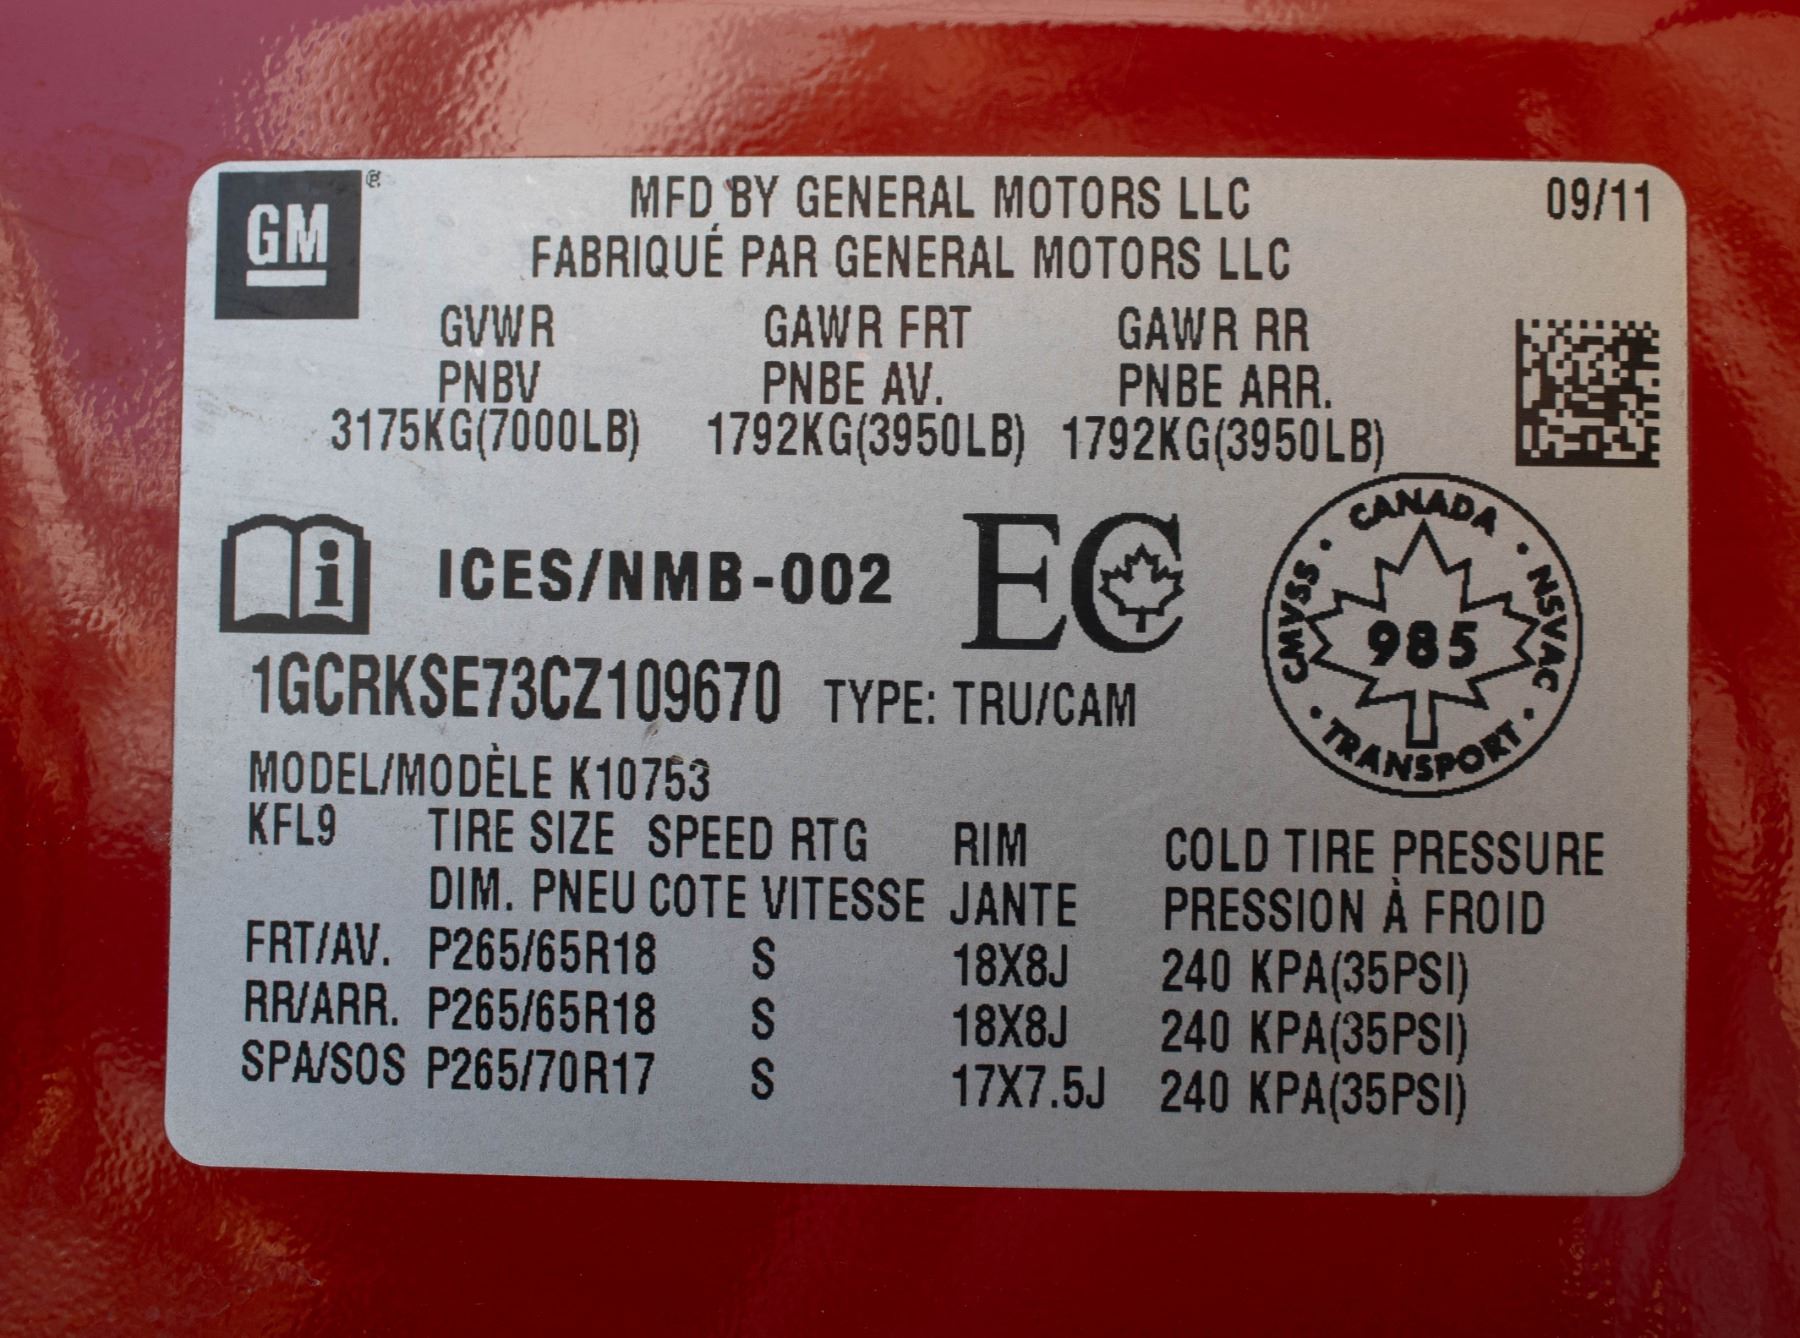 GM ®
MFD BY GENERAL MOTORS LLC 09/11
FABRIQUÉ PAR GENERAL MOTORS LLC
GVWR GAWR FRT GAWR RR
PNBV PNBE AV. PNBE ARR.
3175KG(7000LB) 1792KG(3950LB) 1792KG(3950LB)
i ICES/NMB-002 EC
CANADA
CMVSS · 985 · NSVAC
· TRANSPORT ·
1GCRKSE73CZ109670 TYPE: TRU/CAM
MODEL/MODÈLE K10753
KFL9 TIRE SIZE SPEED RTG RIM COLD TIRE PRESSURE
DIM. PNEU COTE VITESSE JANTE PRESSION À FROID
FRT/AV. P265/65R18 S 18X8J 240 KPA(35PSI)
RR/ARR. P265/65R18 S 18X8J 240 KPA(35PSI)
SPA/SOS P265/70R17 S 17X7.5J 240 KPA(35PSI)